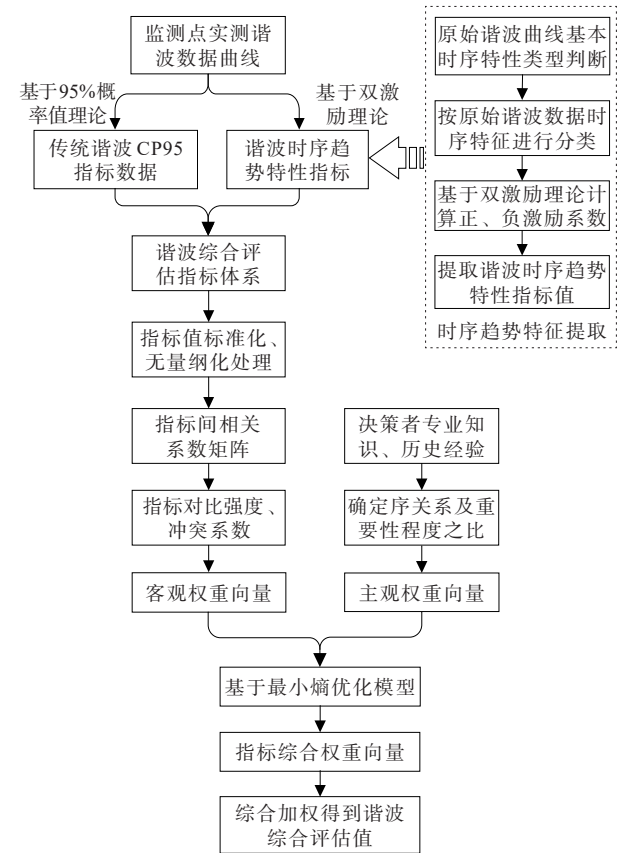 监测点实测谐
波数据曲线
基于95%概
率值理论
基于双激
励理论
传统谐波CP95
指标数据
谐波时序趋
势特性指标
谐波综合评
估指标体系
指标值标准化、
无量纲化处理
指标间相关
系数矩阵
指标对比强度、
冲突系数
客观权重向量
决策者专业知
识、历史经验
确定序关系及重
要性程度之比
主观权重向量
基于最小熵优化模型
指标综合权重向量
综合加权得到谐波
综合评估值
原始谐波曲线基本
时序特性类型判断
按原始谐波数据时
序特征进行分类
基于双激励理论计
算正、负激励系数
提取谐波时序趋势
特性指标值
时序趋势特征提取